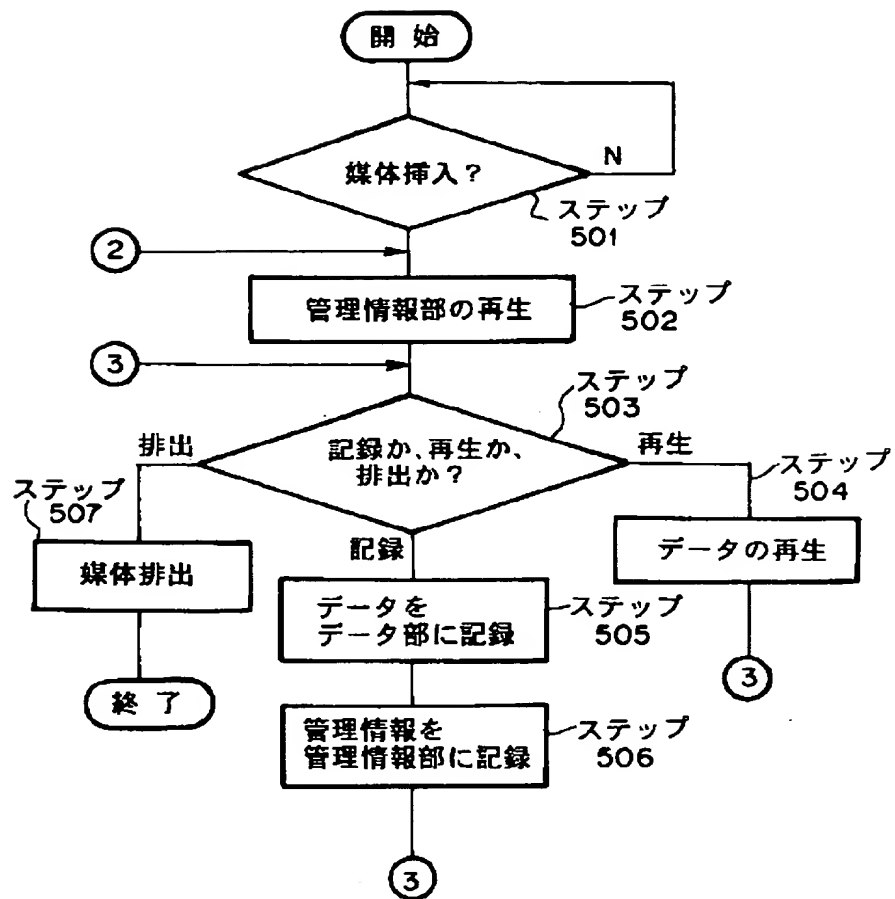 開始
媒体挿入?
N
ステップ
501
2
管理情報部の再生
ステップ
502
3
ステップ
503
記録か、再生か、
排出か?
排出
再生
記録
ステップ
504
ステップ
507
媒体排出
データの再生
データを
データ部に記録
ステップ
505
終了
3
管理情報を
管理情報部に記録
ステップ
506
3